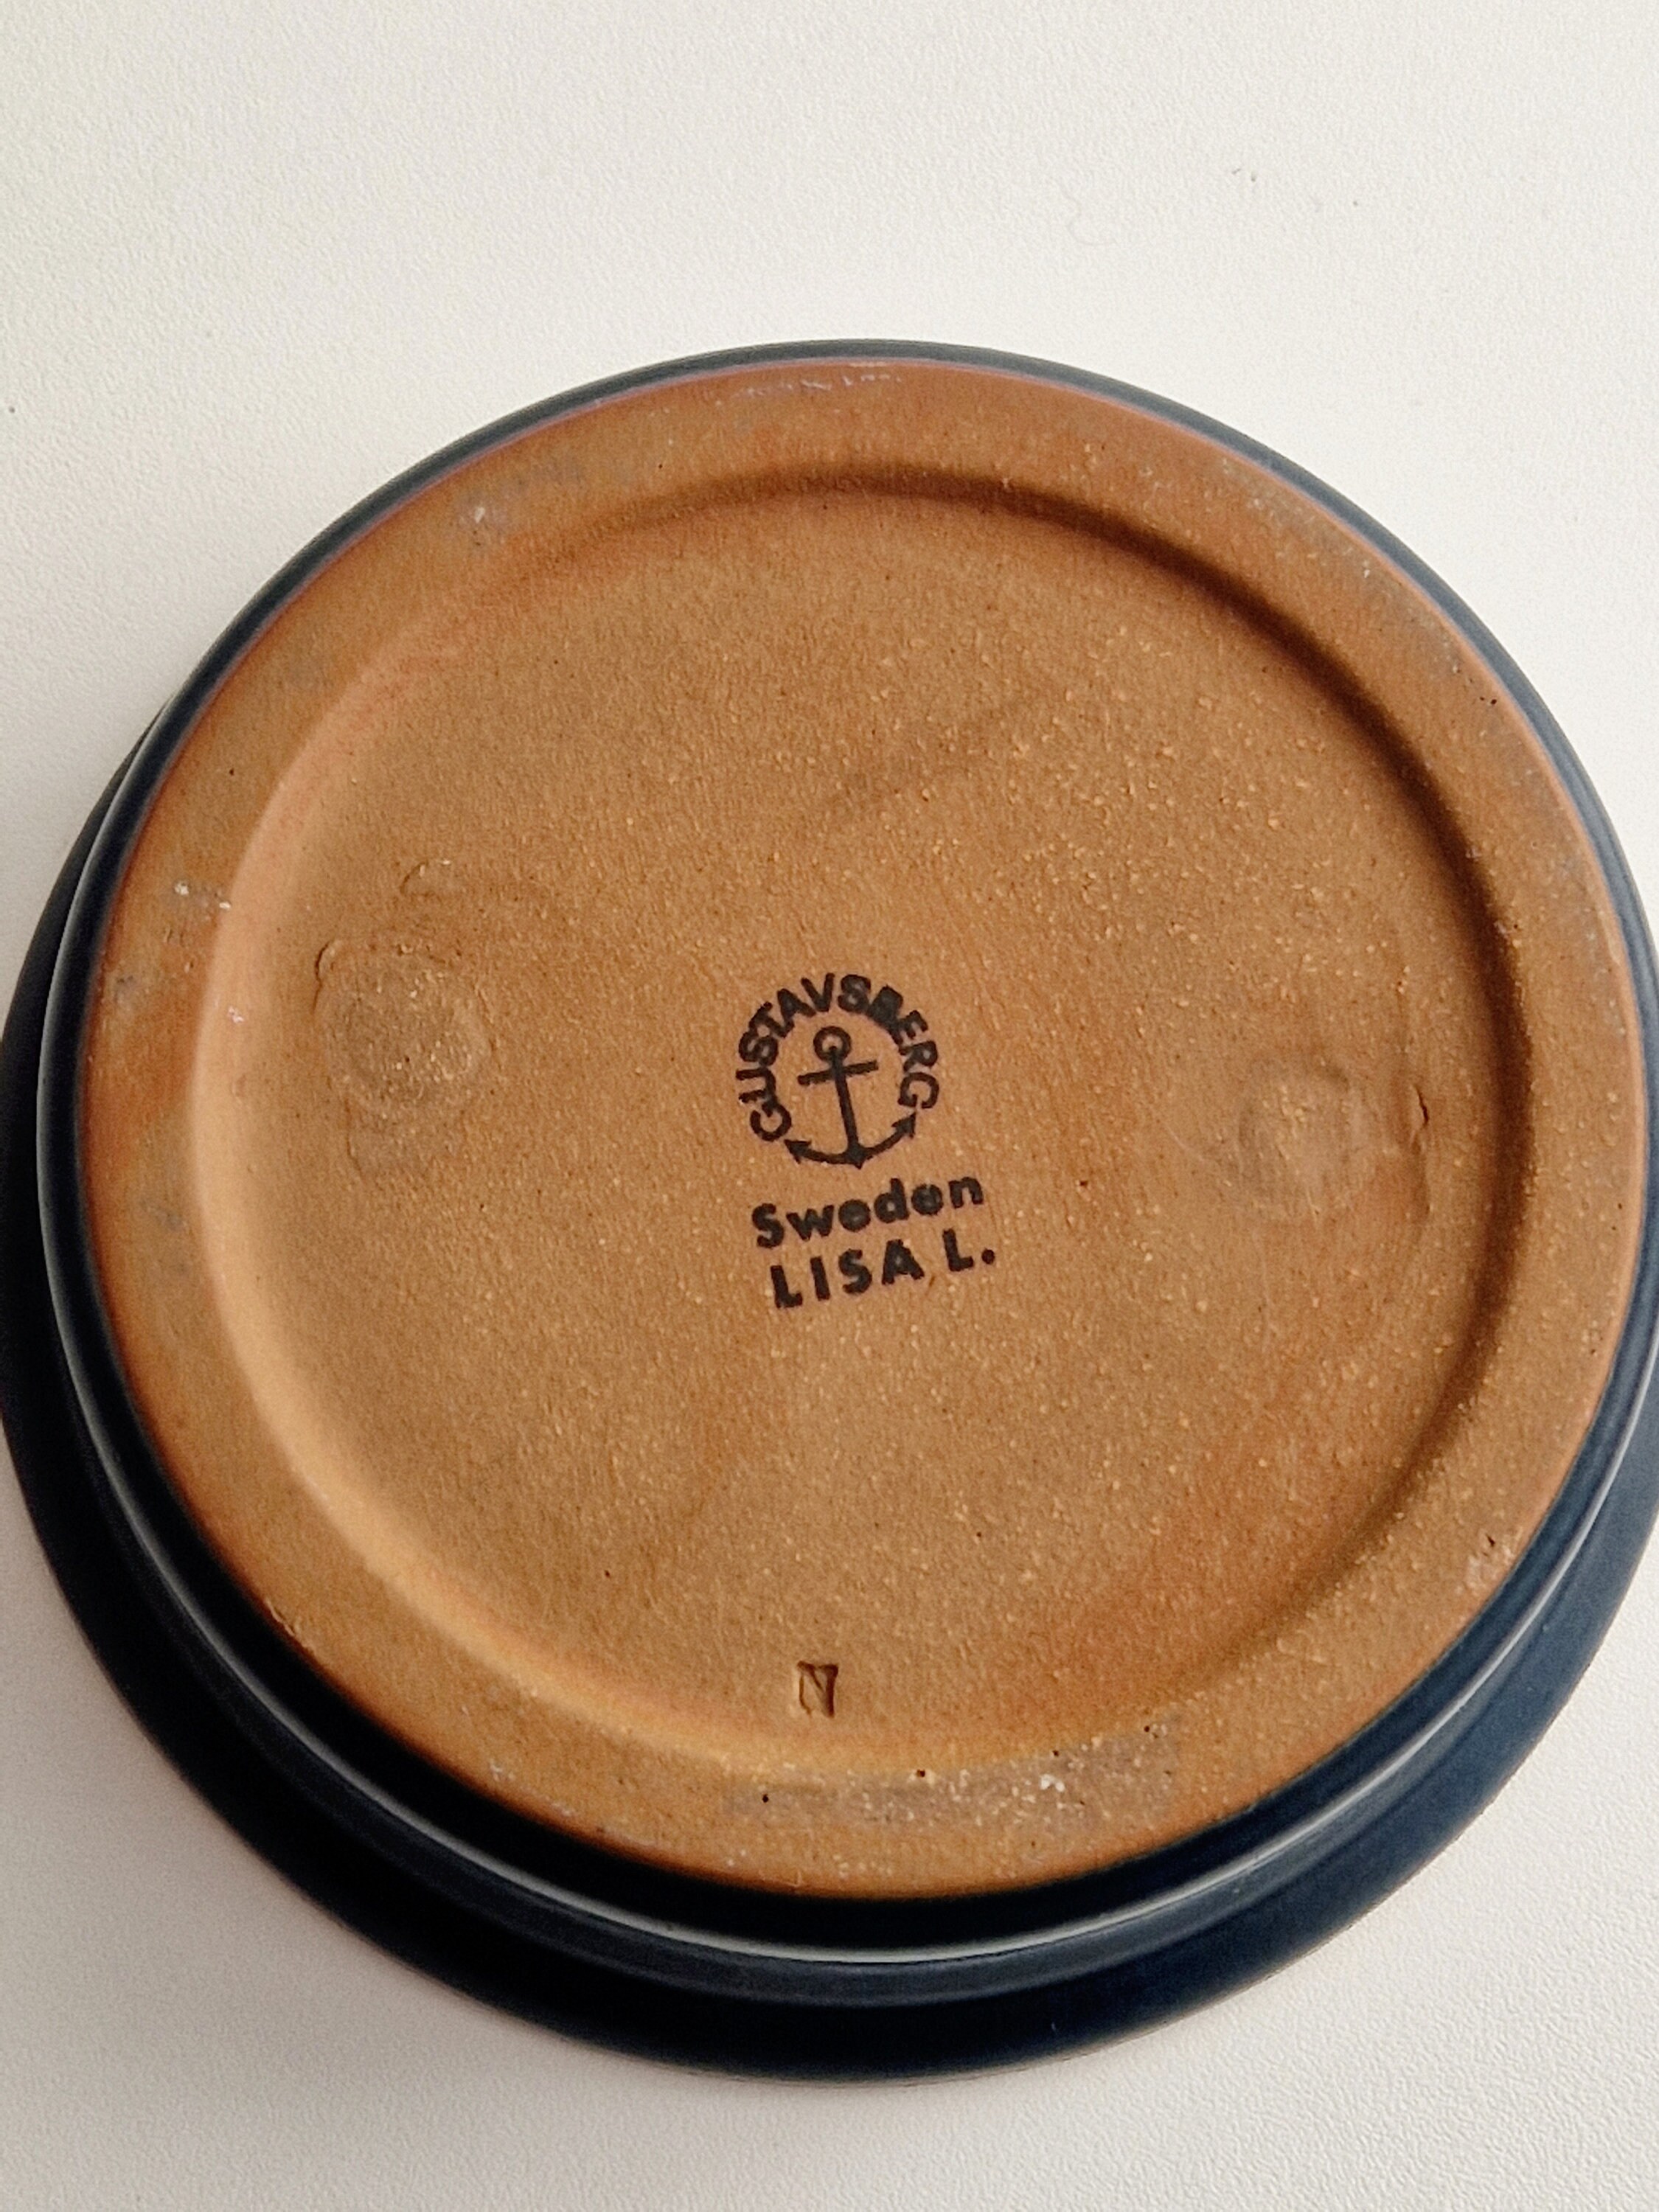 GUSTAVSBERG
Sweden
LISA L.
N